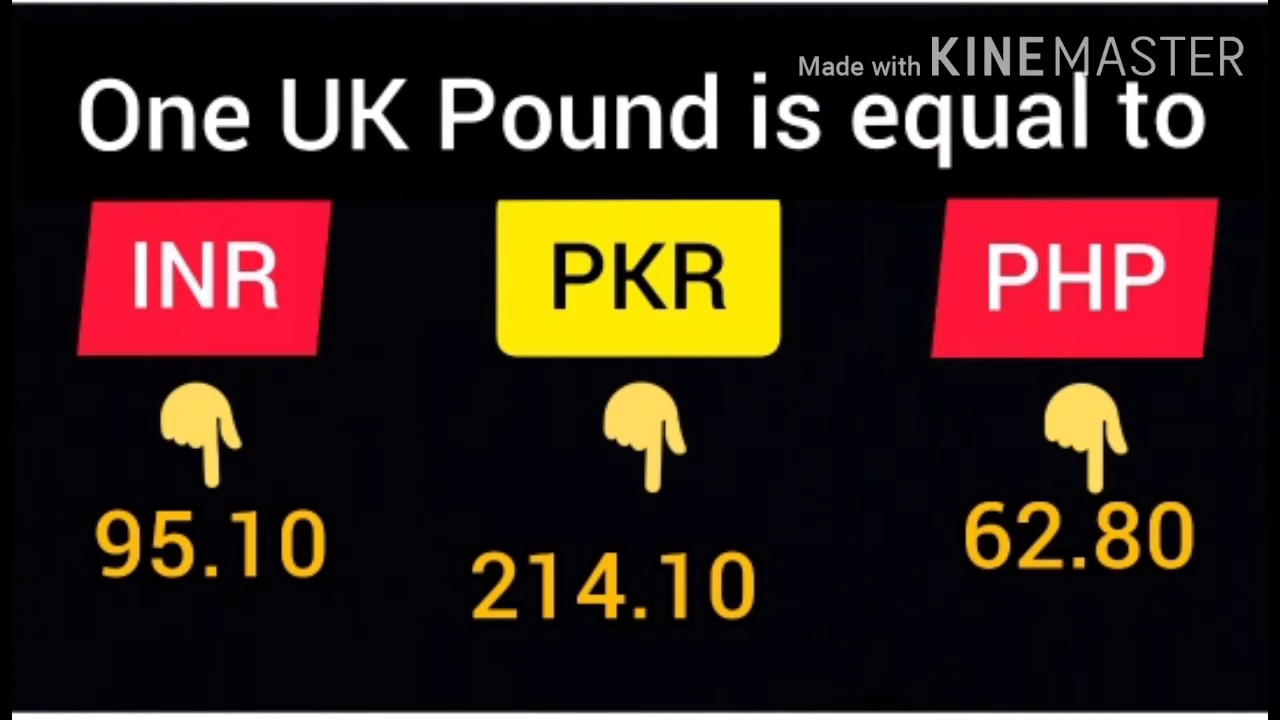 Made with KINEMASTER
One UK Pound is equal to
INR PKR PHP
95.10 214.10 62.80